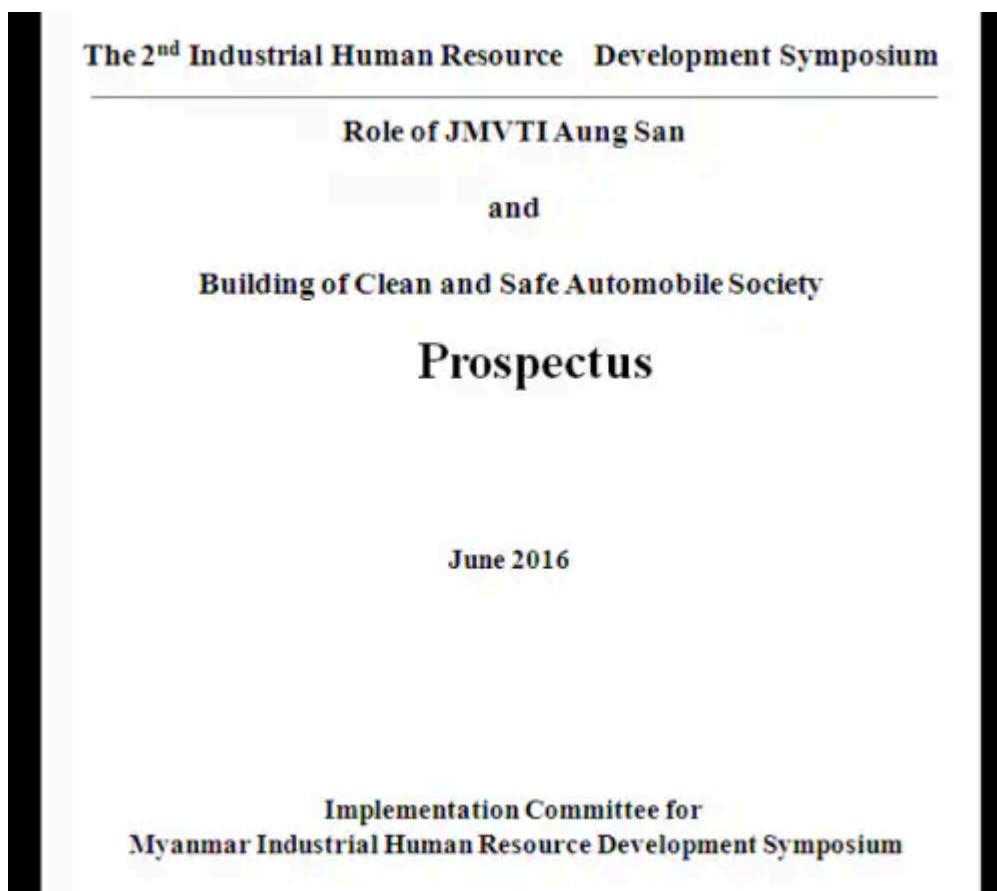 The 2nd Industrial Human Resource Development Symposium
Role of JMVTI Aung San
and
Building of Clean and Safe Automobile Society
Prospectus
June 2016
Implementation Committee for
Myanmar Industrial Human Resource Development Symposium